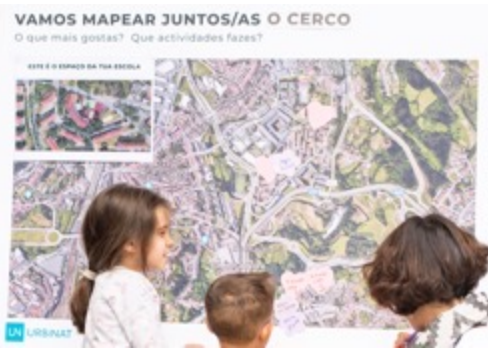 VAMOS MAPEAR JUNTOS/AS O CERCO
O que mais gostas? Que actividades fazes?
ESTE É O ESPAÇO DA TUA ESCOLA
UN URBiNAT